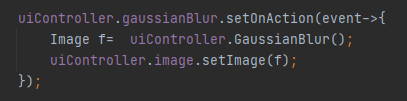 uiController.gaussianBlur.setOnAction(event->{
    Image f=  uiController.GaussianBlur();
    uiController.image.setImage(f);
});